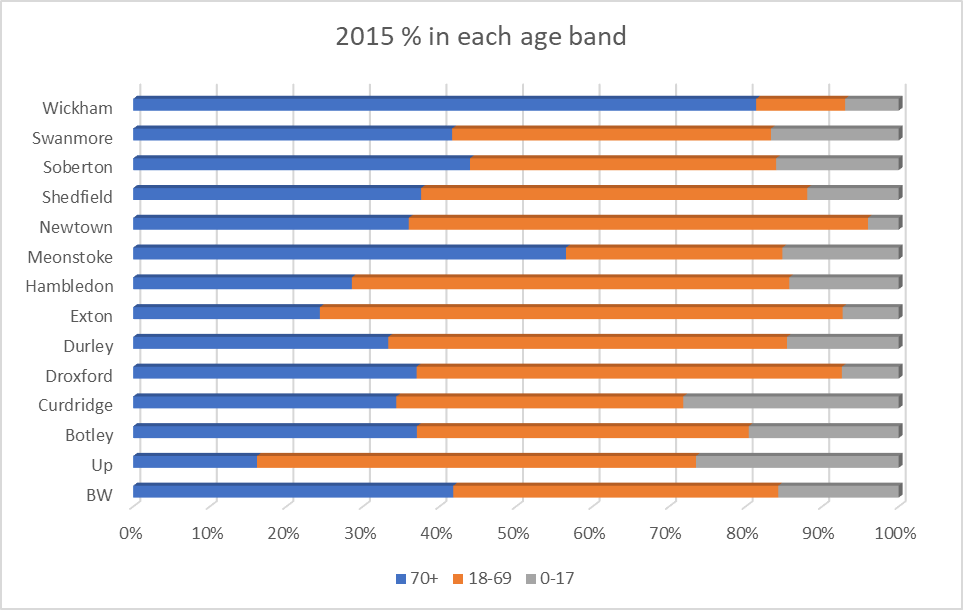 2015 % in each age band
Wickham
Swanmore
Soberton
Shedfield
Newtown
Meonstoke
Hambledon
Exton
Durley
Droxford
Curdridge
Botley
Up
BW
0% 10% 20% 30% 40% 50% 60% 70% 80% 90% 100%
70+ 18-69 0-17